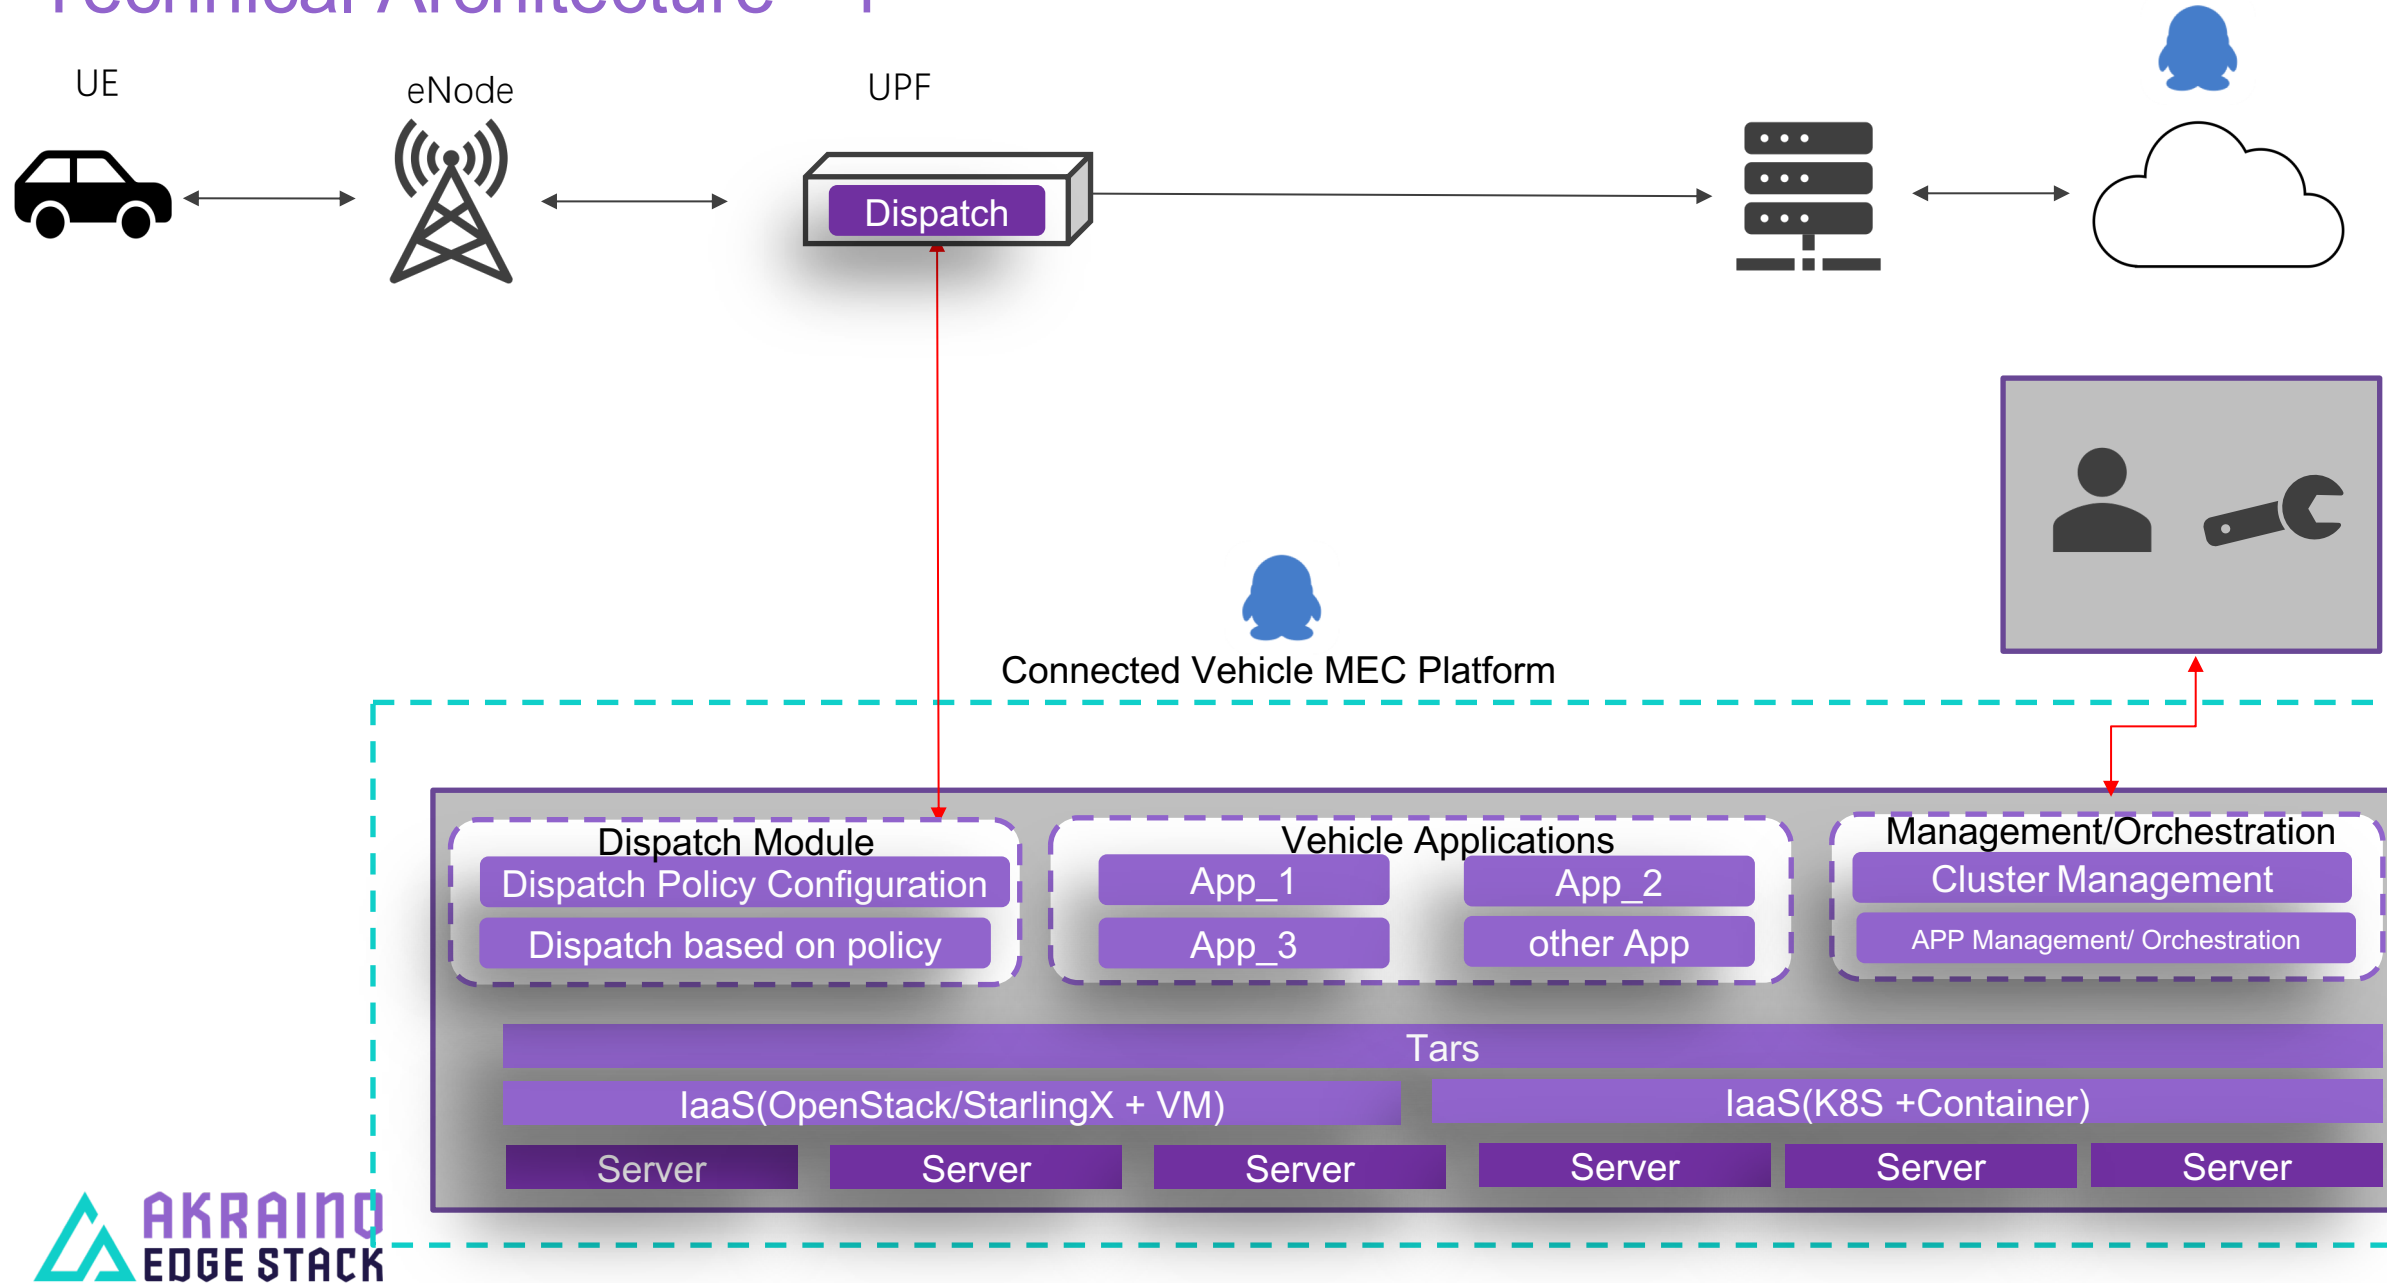 Technical Architecture
UE
eNode
UPF
Dispatch
Connected Vehicle MEC Platform
Dispatch Module
Dispatch Policy Configuration
Dispatch based on policy
Vehicle Applications
App_1
App_2
App_3
other App
Management/Orchestration
Cluster Management
APP Management/ Orchestration
Tars
IaaS(OpenStack/StarlingX + VM)
IaaS(K8S +Container)
Server
Server
Server
Server
Server
Server
AKRAINO
EDGE STACK